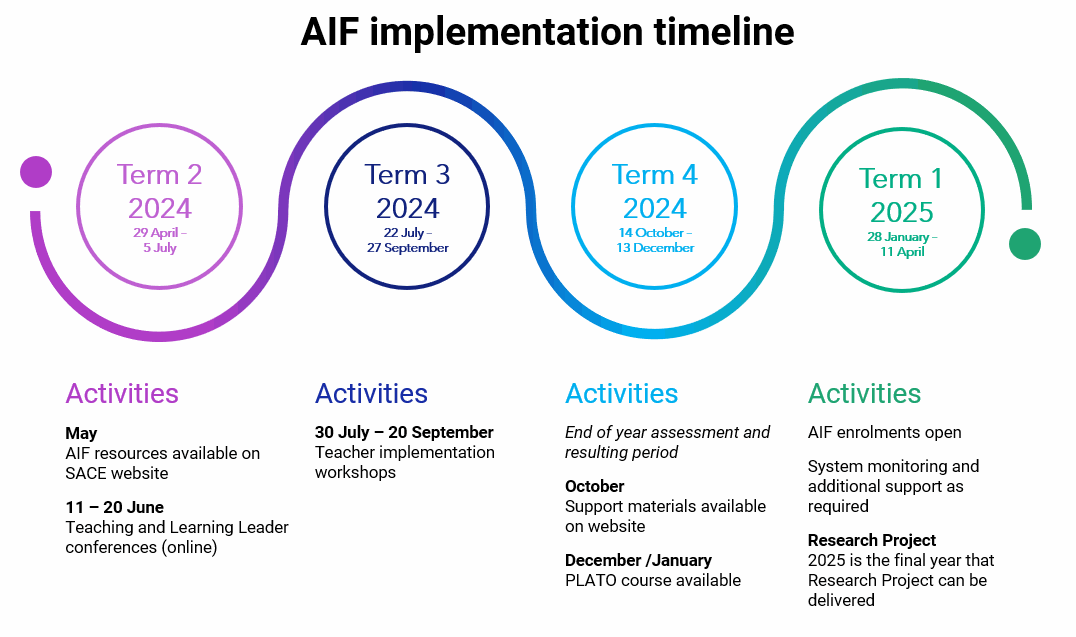 AIF implementation timeline
Term 2
2024
29 April –
5 July
Term 3
2024
22 July –
27 September
Term 4
2024
14 October –
13 December
Term 1
2025
28 January –
11 April
Activities
May
AIF resources available on
SACE website
11 – 20 June
Teaching and Learning Leader
conferences (online)
Activities
30 July – 20 September
Teacher implementation
workshops
Activities
End of year assessment and
resulting period
October
Support materials available
on website
December /January
PLATO course available
Activities
AIF enrolments open
System monitoring and
additional support as
required
Research Project
2025 is the final year that
Research Project can be
delivered